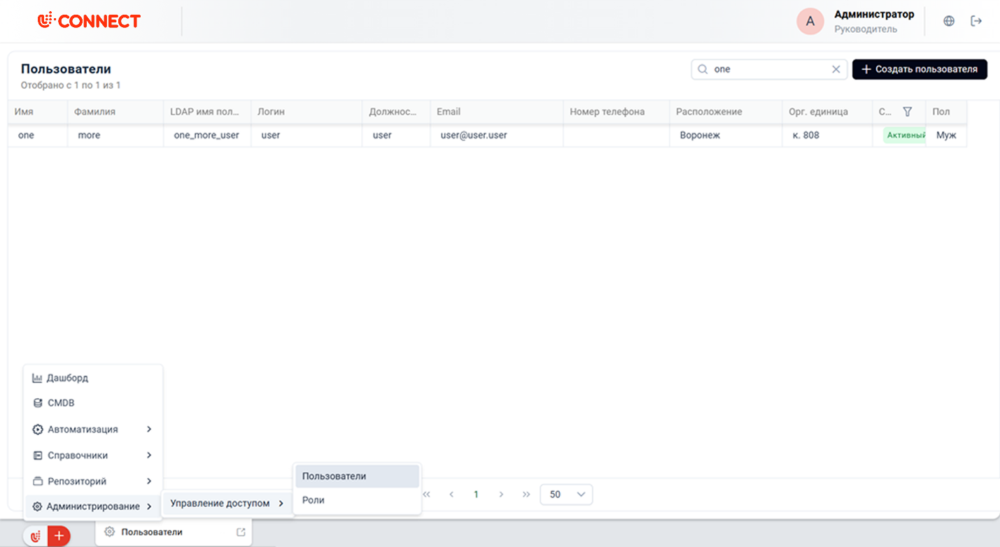 CONNECT
А
Администратор
Руководитель
Пользователи
Отобрано с 1 по 1 из 1
one
Создать пользователя
Имя Фамилия LDAP имя пол... Логин Должнос... Email Номер телефона Расположение Орг. единица С... Пол
one more one_more_user user user user@user.user Воронеж к. 808 Активный Муж
Дашборд
CMDB
Автоматизация
Справочники
Репозиторий
Администрирование
Управление доступом
Пользователи
Роли
1
50
Пользователи